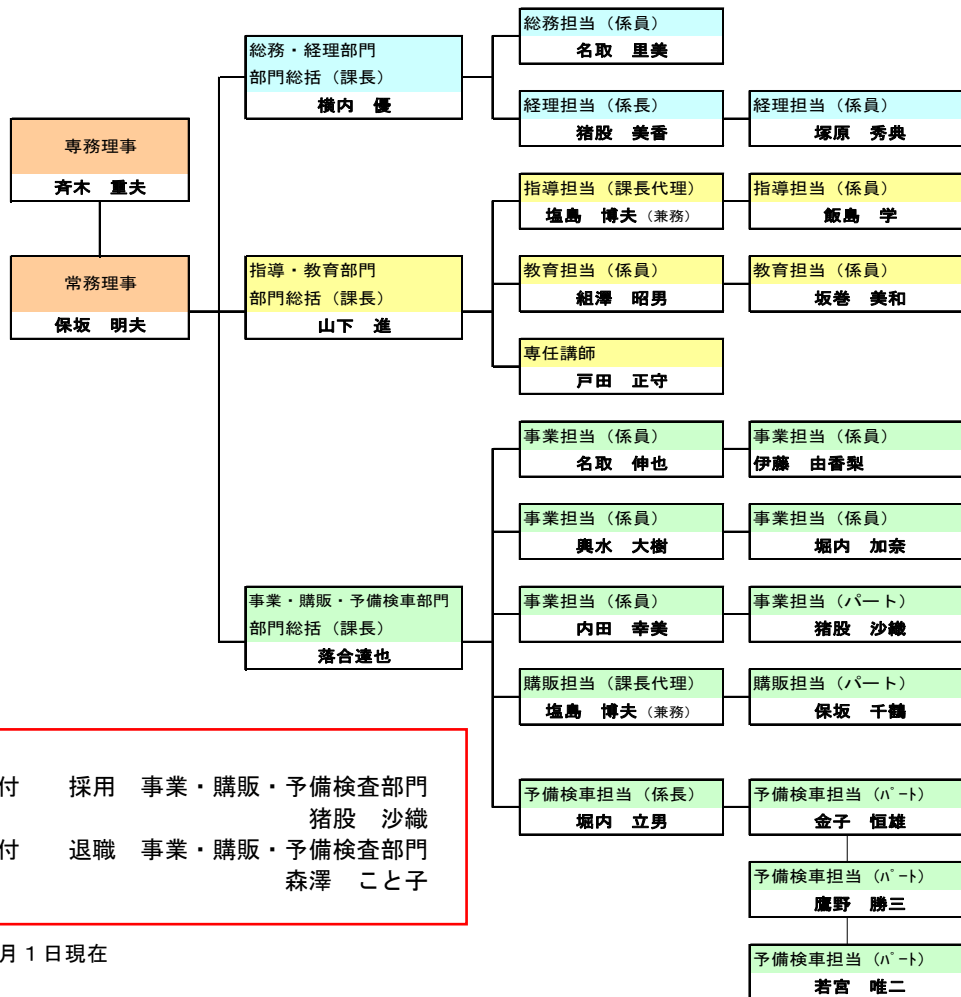 専務理事
斉木　重夫
常務理事
保坂　明夫
総務・経理部門
部門総括（課長）
横内　優
総務担当（係員）
名取　里美
経理担当（係長）
猪股　美香
経理担当（係員）
塚原　秀典
指導・教育部門
部門総括（課長）
山下　進
指導担当（課長代理）
塩島　博夫（兼務）
指導担当（係員）
飯島　学
教育担当（係員）
組澤　昭男
教育担当（係員）
坂巻　美和
専任講師
戸田　正守
事業・購販・予備検車部門
部門総括（課長）
落合達也
事業担当（係員）
名取　伸也
事業担当（係員）
伊藤　由香梨
事業担当（係員）
輿水　大樹
事業担当（係員）
堀内　加奈
事業担当（係員）
内田　幸美
事業担当（パート）
猪股　沙織
購販担当（課長代理）
塩島　博夫（兼務）
購販担当（パート）
保坂　千鶴
予備検車担当（係長）
堀内　立男
予備検車担当（ﾊﾟｰﾄ）
金子　恒雄
予備検車担当（ﾊﾟｰﾄ）
鷹野　勝三
予備検車担当（ﾊﾟｰﾄ）
若宮　唯二
付　　採用　事業・購販・予備検査部門
猪股　沙織
付　　退職　事業・購販・予備検査部門
森澤　こと子
月１日現在